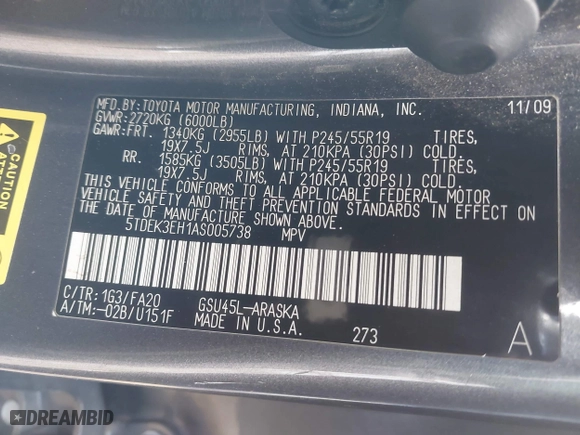 MFD.BY:TOYOTA MOTOR MANUFACTURING, INDIANA, INC. 11/09
GVWR:2720KG (6000LB)
GAWR:FRT. 1340KG (2955LB) WITH P245/55R19 TIRES,
19X7.5J RIMS, AT 210KPA (30PSI) COLD.
RR. 1585KG (3505LB) WITH P245/55R19 TIRES,
19X7.5J RIMS, AT 210KPA (30PSI) COLD.
THIS VEHICLE CONFORMS TO ALL APPLICABLE FEDERAL MOTOR
VEHICLE SAFETY AND THEFT PREVENTION STANDARDS IN EFFECT ON
THE DATE OF MANUFACTURE SHOWN ABOVE.
5TDEK3EH1AS005738 MPV
C/TR:1G3/FA20 GSU45L-ARASKA
A/TM:-02B/U151F MADE IN U.S.A. 273 A
CAUTION
DREAMBID